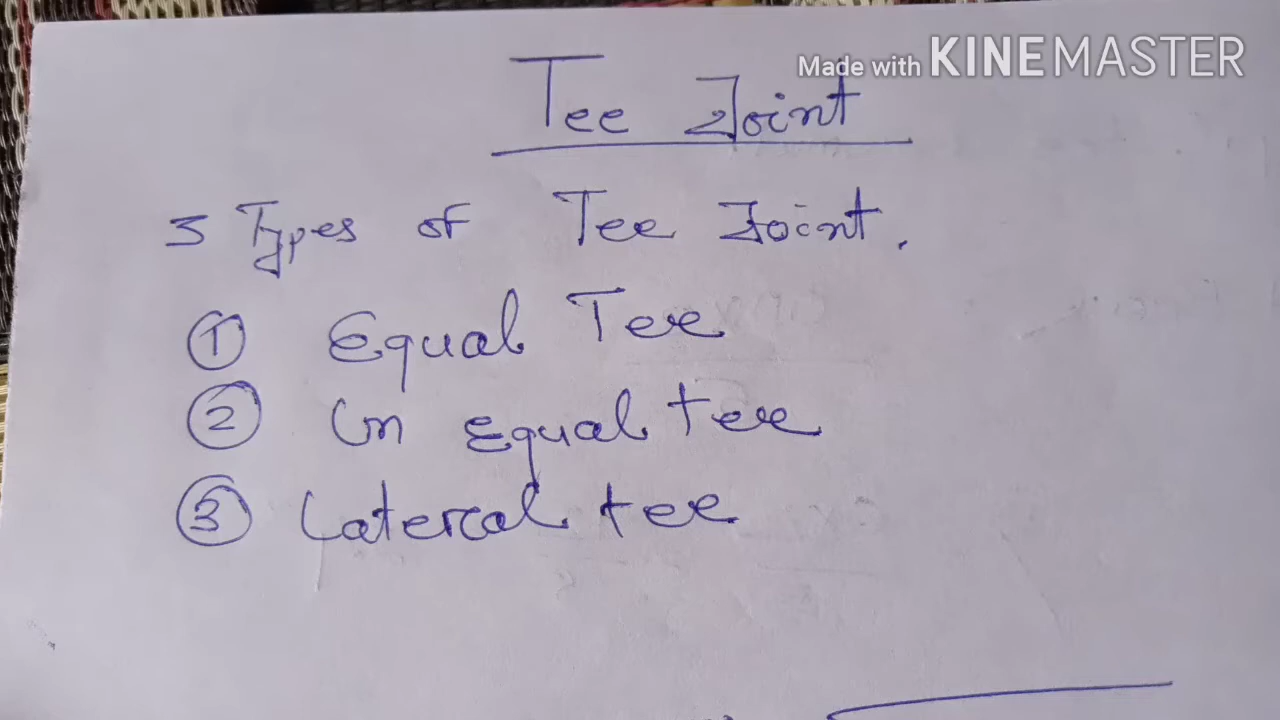 Made with KINEMASTER
Tee Joint
3 Types of Tee Joint.
① Equal Tee
② Un Equal tee
③ Lateral tee